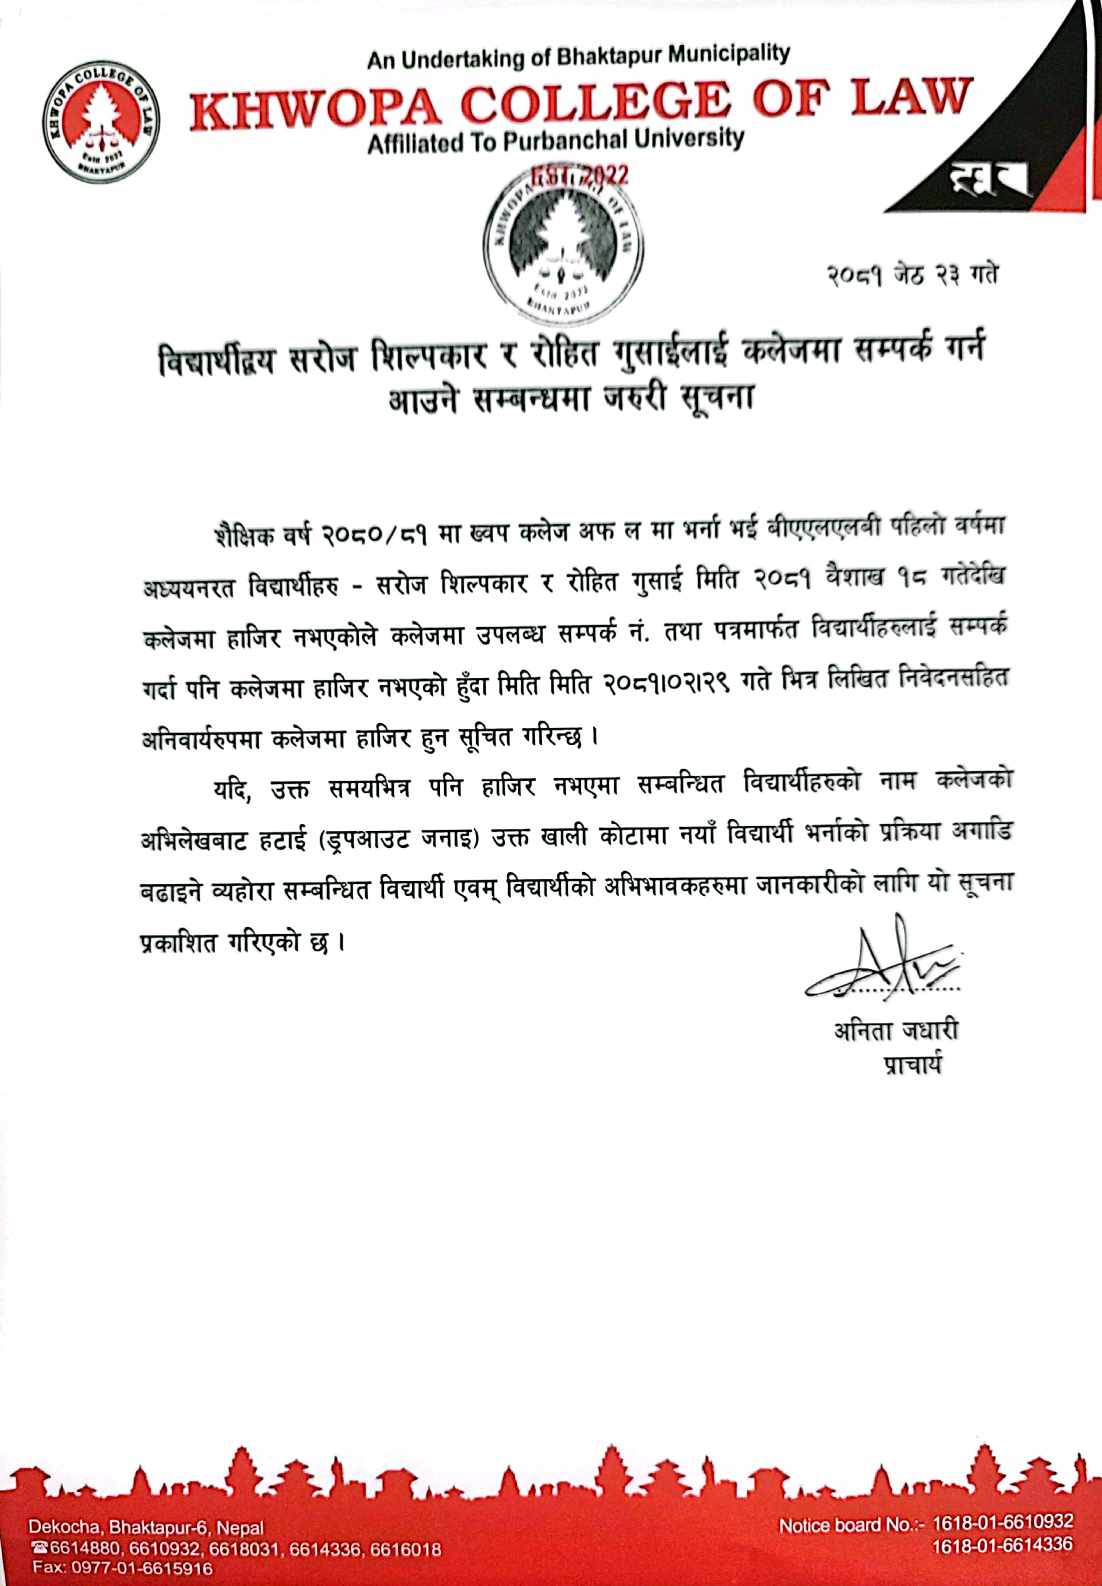 An Undertaking of Bhaktapur Municipality
KHWOPA COLLEGE OF LAW
Affiliated To Purbanchal University
EST. 2022
KHWOPA COLLEGE OF LAW
Estd 2022
BHAKTAPUR
KHWOPA COLLEGE OF LAW
Estd 2022
BHAKTAPUR
२०८१ जेठ २३ गते
विद्यार्थीद्वय सरोज शिल्पकार र रोहित गुसाईलाई कलेजमा सम्पर्क गर्न
आउने सम्बन्धमा जरुरी सूचना
शैक्षिक वर्ष २०८०/८१ मा ख्वप कलेज अफ ल मा भर्ना भई बीएएलएलबी पहिलो वर्षमा
अध्ययनरत विद्यार्थीहरु - सरोज शिल्पकार र रोहित गुसाई मिति २०८१ वैशाख १८ गतेदेखि
कलेजमा हाजिर नभएकोले कलेजमा उपलब्ध सम्पर्क नं. तथा पत्रमार्फत विद्यार्थीहरुलाई सम्पर्क
गर्दा पनि कलेजमा हाजिर नभएको हुँदा मिति मिति २०८१।०२।२९ गते भित्र लिखित निवेदनसहित
अनिवार्यरुपमा कलेजमा हाजिर हुन सूचित गरिन्छ ।
यदि, उक्त समयभित्र पनि हाजिर नभएमा सम्बन्धित विद्यार्थीहरुको नाम कलेजको
अभिलेखबाट हटाई (ड्रपआउट जनाइ) उक्त खाली कोटामा नयाँ विद्यार्थी भर्नाको प्रक्रिया अगाडि
बढाइने व्यहोरा सम्बन्धित विद्यार्थी एवम् विद्यार्थीको अभिभावकहरुमा जानकारीको लागि यो सूचना
प्रकाशित गरिएको छ ।
अनिता जधारी
प्राचार्य
Dekocha, Bhaktapur-6, Nepal
☎6614880, 6610932, 6618031, 6614336, 6616018
Fax: 0977-01-6615916
Notice board No.:- 1618-01-6610932
1618-01-6614336